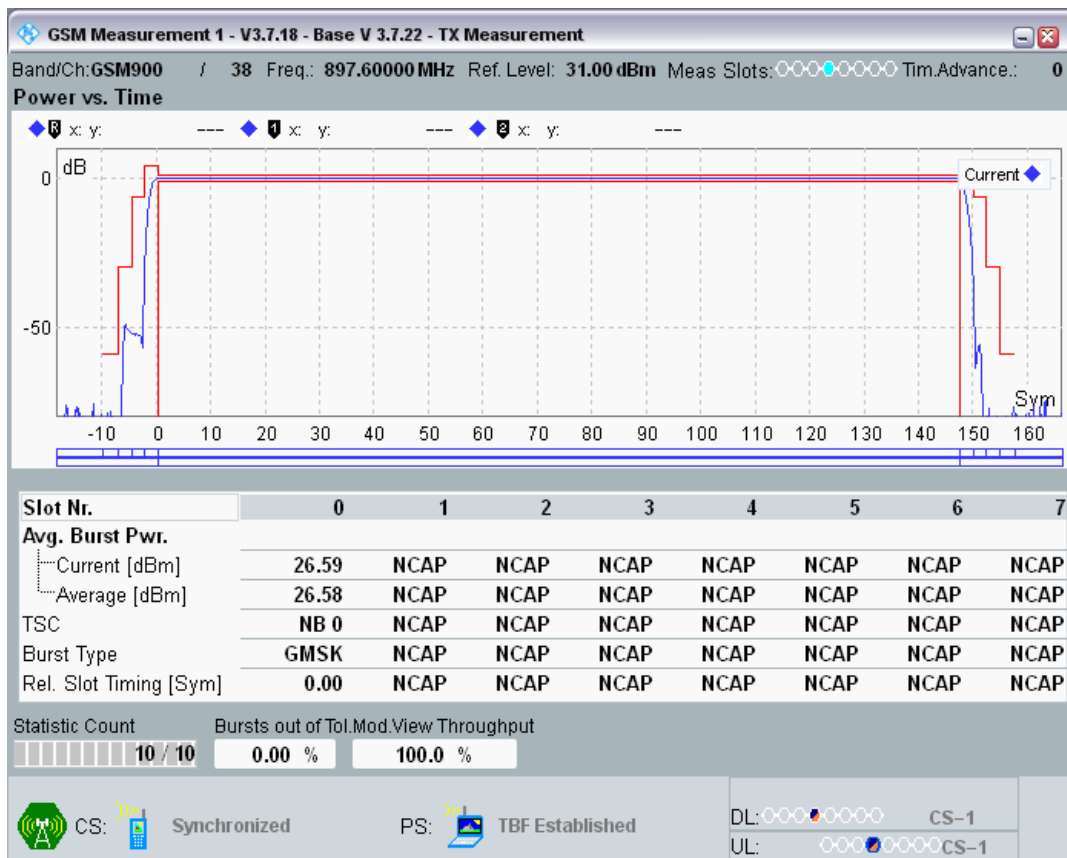 GSM Measurement 1 - V3.7.18 - Base V 3.7.22 - TX Measurement
Band/Ch:GSM900 / 38 Freq.: 897.60000 MHz Ref. Level: 31.00 dBm Meas Slots: Tim.Advance.: 0
Power vs. Time
R x: y: --- 1 x: y: --- 2 x: y: ---
dB
0
Current
-50
Sym
-10 0 10 20 30 40 50 60 70 80 90 100 110 120 130 140 150 160
Slot Nr. 0 1 2 3 4 5 6 7
Avg. Burst Pwr.
Current [dBm] 26.59 NCAP NCAP NCAP NCAP NCAP NCAP NCAP
Average [dBm] 26.58 NCAP NCAP NCAP NCAP NCAP NCAP NCAP
TSC NB 0 NCAP NCAP NCAP NCAP NCAP NCAP NCAP
Burst Type GMSK NCAP NCAP NCAP NCAP NCAP NCAP NCAP
Rel. Slot Timing [Sym] 0.00 NCAP NCAP NCAP NCAP NCAP NCAP NCAP
Statistic Count Bursts out of Tol. Mod.View Throughput
10 / 10 0.00 % 100.0 %
CS: Synchronized PS: TBF Established
DL: CS-1
UL: CS-1